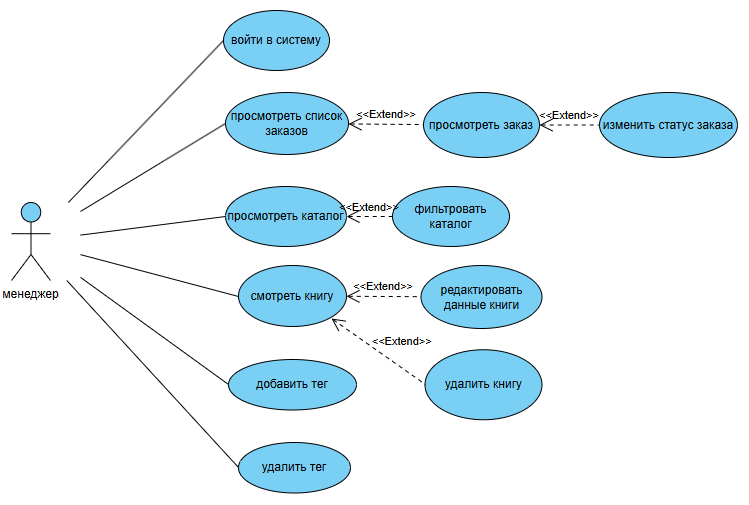 войти в систему
просмотреть список
заказов
<<Extend>>
просмотреть заказ
<<Extend>>
изменить статус заказа
просмотреть каталог
<<Extend>>
фильтровать
каталог
менеджер
смотреть книгу
<<Extend>>
редактировать
данные книги
<<Extend>>
удалить книгу
добавить тег
удалить тег